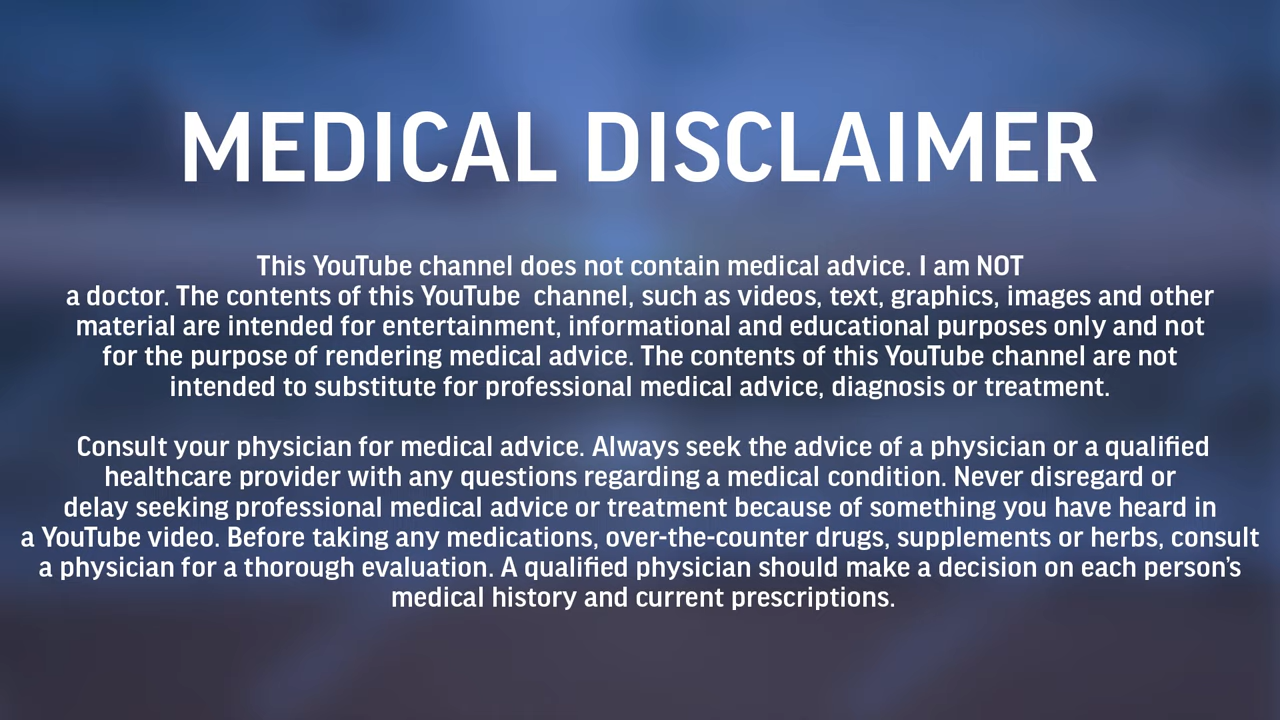 MEDICAL DISCLAIMER
This YouTube channel does not contain medical advice. I am NOT
a doctor. The contents of this YouTube  channel, such as videos, text, graphics, images and other
material are intended for entertainment, informational and educational purposes only and not
for the purpose of rendering medical advice. The contents of this YouTube channel are not
intended to substitute for professional medical advice, diagnosis or treatment.
Consult your physician for medical advice. Always seek the advice of a physician or a qualified
healthcare provider with any questions regarding a medical condition. Never disregard or
delay seeking professional medical advice or treatment because of something you have heard in
a YouTube video. Before taking any medications, over-the-counter drugs, supplements or herbs, consult
a physician for a thorough evaluation. A qualified physician should make a decision on each person’s
medical history and current prescriptions.